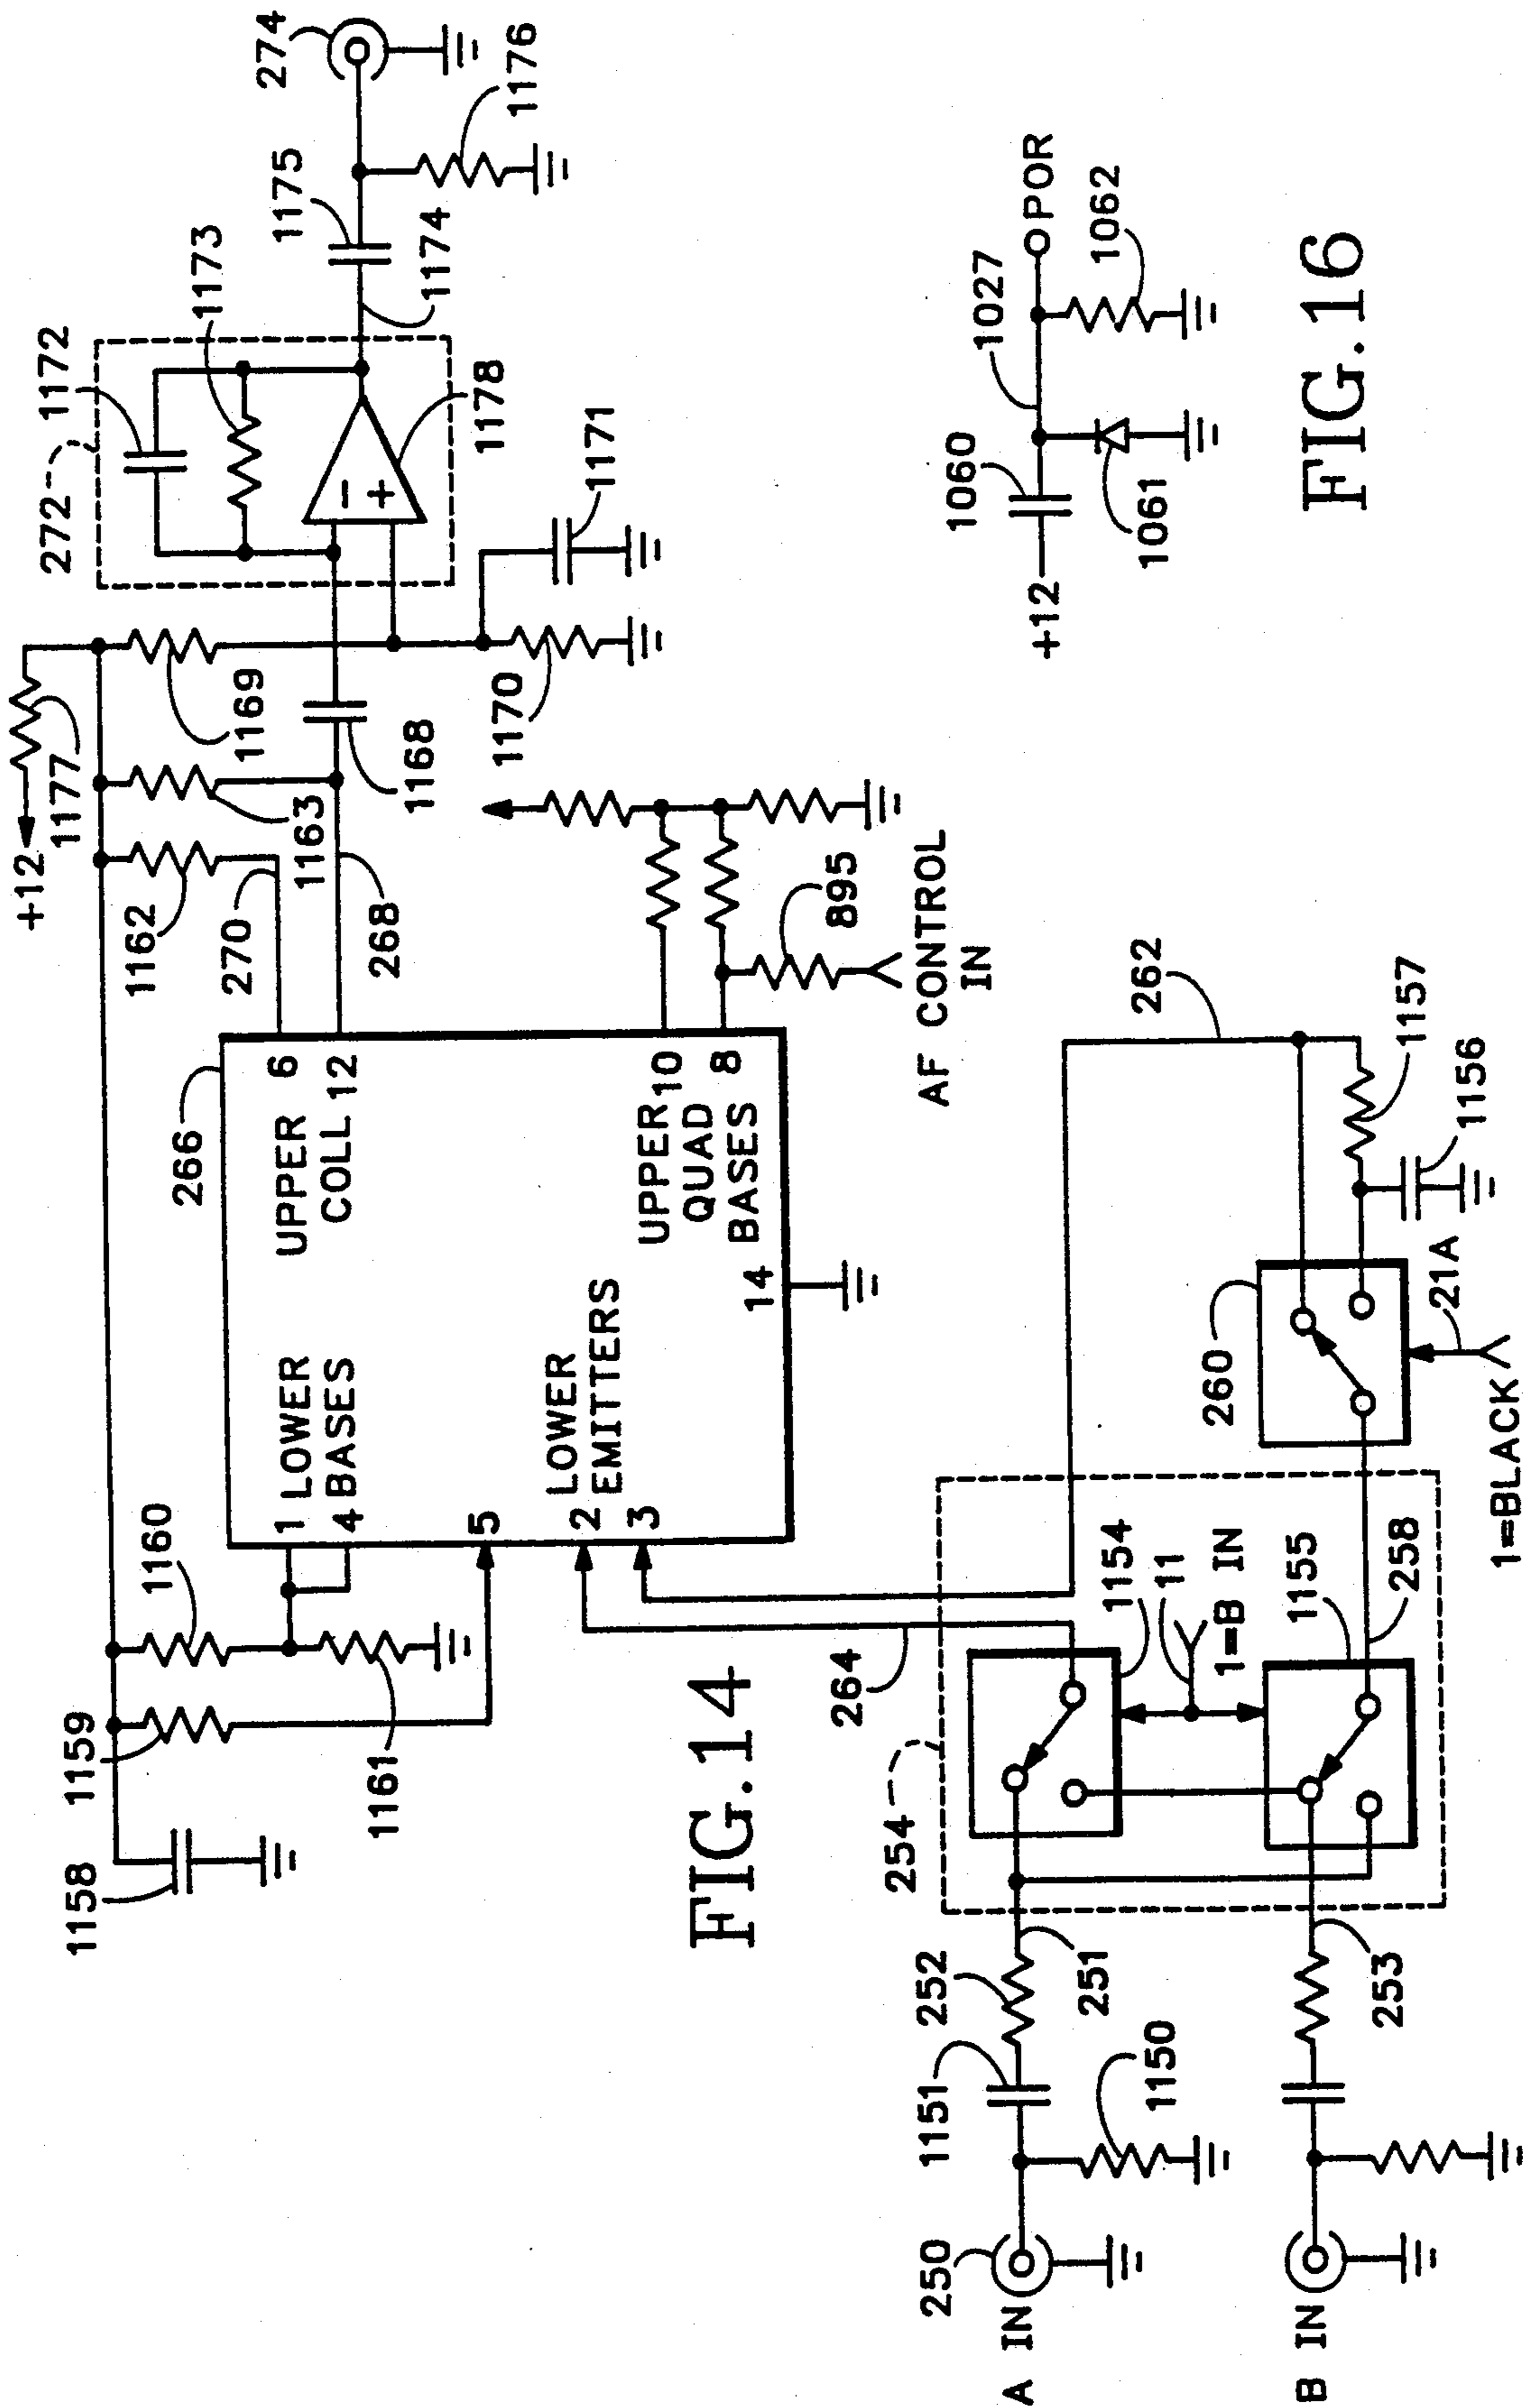 +12
1177
1158
1159
1160
1161
1162
270
1163
268
1169
1168
1170
1171
272
1172
1173
1178
1174
1175
1176
274
266
1 LOWER
4 BASES
5
LOWER
2 EMITTERS
3
UPPER 6
COLL 12
UPPER 10
QUAD
BASES 8
14
895
AF CONTROL
IN
FIG.14
264
254
1154
11
1=B IN
1155
258
260
21A
1=BLACK
262
1157
1156
A IN
250
1151
1150
252
251
B IN
253
+12
1060
1061
1027
POR
1062
FIG.16